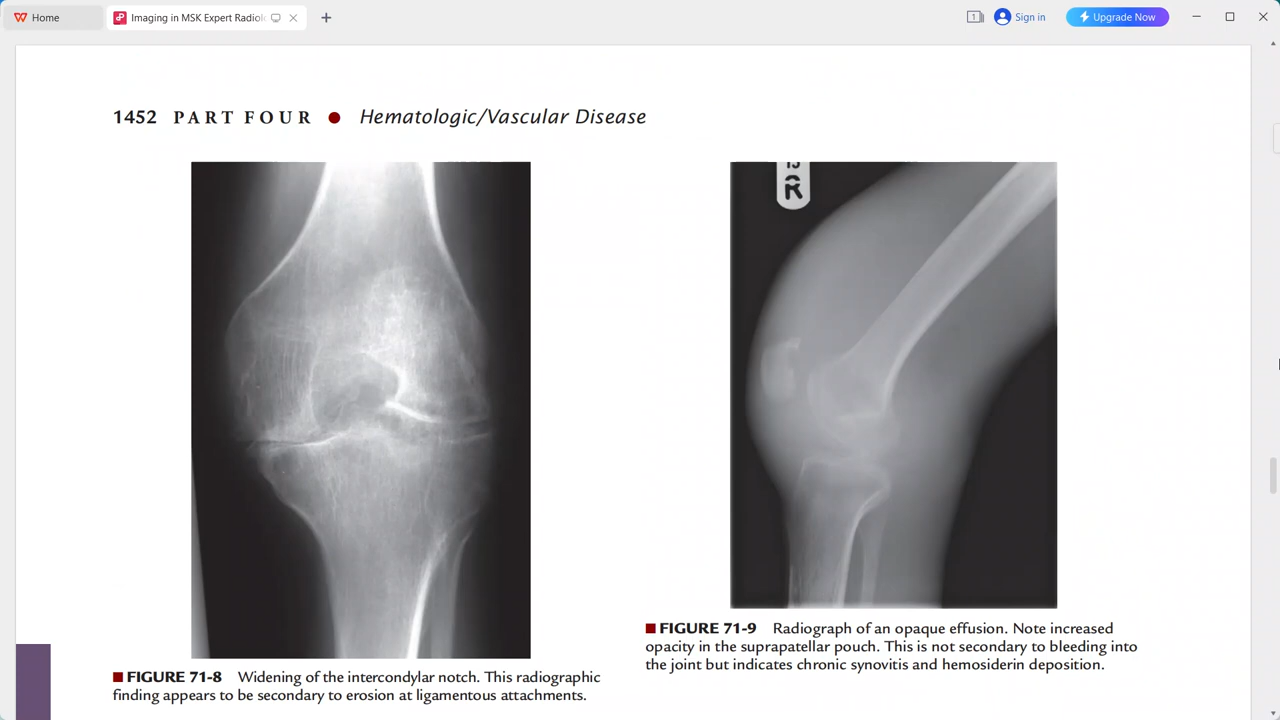 Home
Imaging in MSK Expert Radiol
1
Sign in
Upgrade Now
1452 PART FOUR ● Hematologic/Vascular Disease
R
■ FIGURE 71-8 Widening of the intercondylar notch. This radiographic
finding appears to be secondary to erosion at ligamentous attachments.
■ FIGURE 71-9 Radiograph of an opaque effusion. Note increased
opacity in the suprapatellar pouch. This is not secondary to bleeding into
the joint but indicates chronic synovitis and hemosiderin deposition.